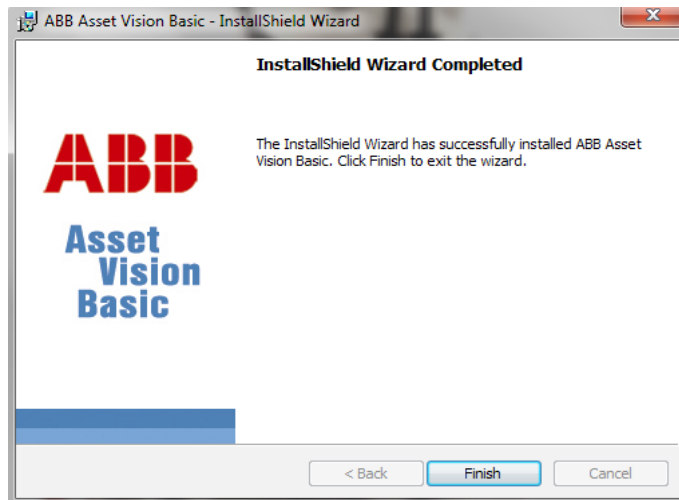 ABB Asset Vision Basic - InstallShield Wizard
InstallShield Wizard Completed
The InstallShield Wizard has successfully installed ABB Asset
Vision Basic. Click Finish to exit the wizard.
ABB
Asset
Vision
Basic
< Back
Finish
Cancel